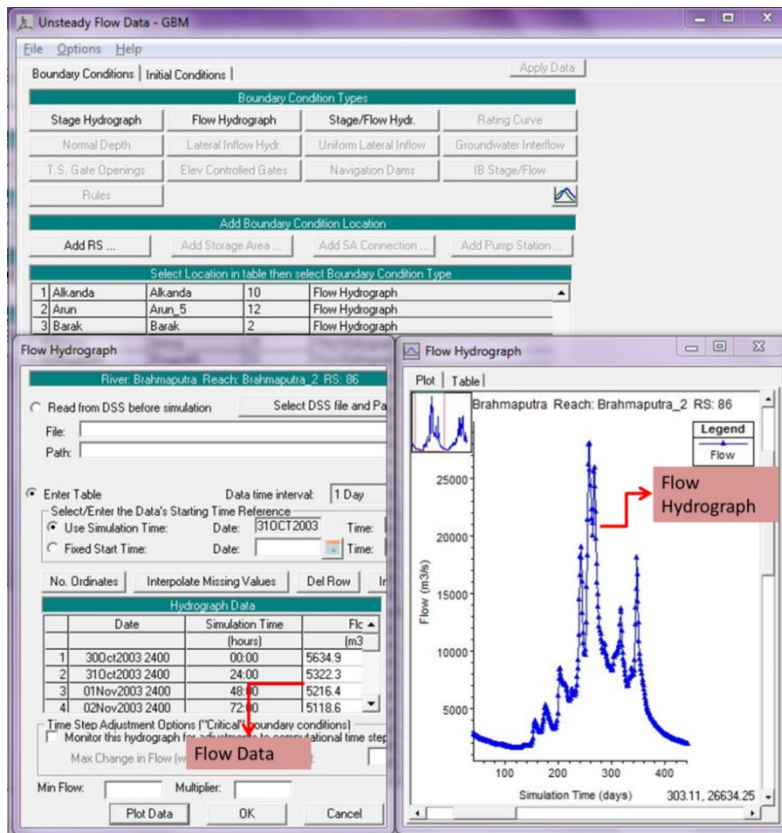 Unsteady Flow Data - GBM
File Options Help
Boundary Conditions Initial Conditions Apply Data
Boundary Condition Types
Stage Hydrograph Flow Hydrograph Stage/Flow Hydr. Rating Curve
Normal Depth Lateral Inflow Hydr. Uniform Lateral Inflow Groundwater Interflow
T.S. Gate Openings Elev Controlled Gates Navigation Dams IB Stage/Flow
Rules
Add Boundary Condition Location
Add RS ... Add Storage Area ... Add SA Connection ... Add Pump Station ...
Select Location in table then select Boundary Condition Type
1 Alkanda Alkanda 10 Flow Hydrograph
2 Arun Arun_5 12 Flow Hydrograph
3 Barak Barak 2 Flow Hydrograph
Flow Hydrograph
River: Brahmaputra Reach: Brahmaputra_2 RS: 86
Read from DSS before simulation Select DSS file and Pa
File:
Path:
Enter Table Data time interval: 1 Day
Select/Enter the Data's Starting Time Reference
Use Simulation Time: Date: 31OCT2003 Time:
Fixed Start Time: Date: Time:
No. Ordinates Interpolate Missing Values Del Row In
Hydrograph Data
Date Simulation Time Flo
(hours) (m3
1 30Oct2003 2400 00:00 5634.9
2 31Oct2003 2400 24:00 5322.3
3 01Nov2003 2400 48:00 5216.4
4 02Nov2003 2400 72:00 5118.6
Time Step Adjustment Options ("Critical" boundary conditions)
Monitor this hydrograph for adjustments to computational time step
Max Change in Flow (w
Flow Data
Min Flow: Multiplier:
Plot Data OK Cancel
Flow Hydrograph
Plot Table
Brahmaputra Reach: Brahmaputra_2 RS: 86
Legend
Flow
Flow
Hydrograph
Flow (m3/s)
25000
20000
15000
10000
5000
100 200 300 400
Simulation Time (days) 303.11, 26634.25